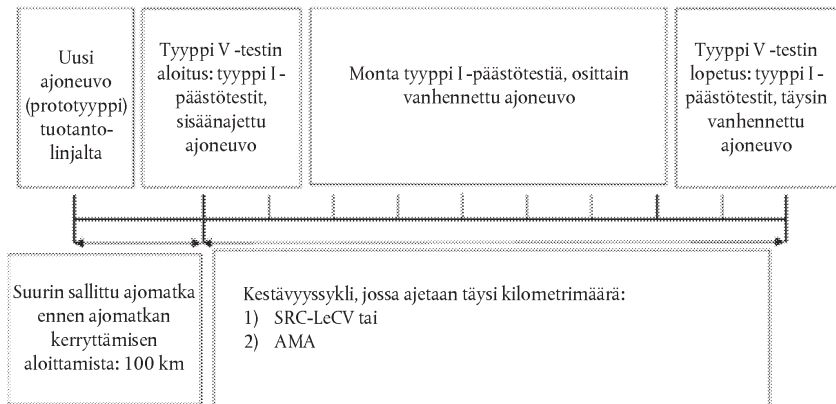 Uusi
ajoneuvo
(prototyyppi)
tuotanto-
linjalta
Tyyppi V -testin
aloitus: tyyppi I -
päästötestit,
sisäänajettu
ajoneuvo
Monta tyyppi I -päästötestiä, osittain
vanhennettu ajoneuvo
Tyyppi V -testin
lopetus: tyyppi I -
päästötestit, täysin
vanhennettu
ajoneuvo
Suurin sallittu ajomatka
ennen ajomatkan
kerryttämisen
aloittamista: 100 km
Kestävyyssykli, jossa ajetaan täysi kilometrimäärä:
1) SRC-LeCV tai
2) AMA